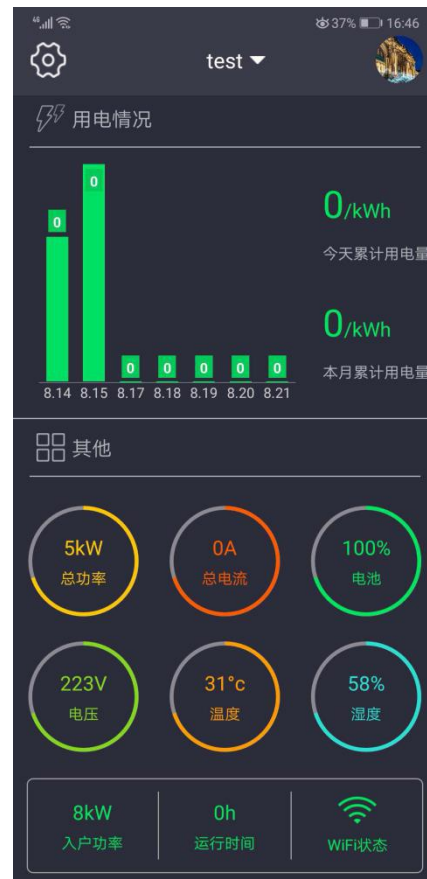 46 37% 16:46
test
用电情况
0
0
0 0 0 0 0
8.14 8.15 8.17 8.18 8.19 8.20 8.21
0/kWh
今天累计用电量
0/kWh
本月累计用电量
其他
5kW 0A 100%
总功率 总电流 电池
223V 31°c 58%
电压 温度 湿度
8kW 0h
入户功率 运行时间 WiFi状态